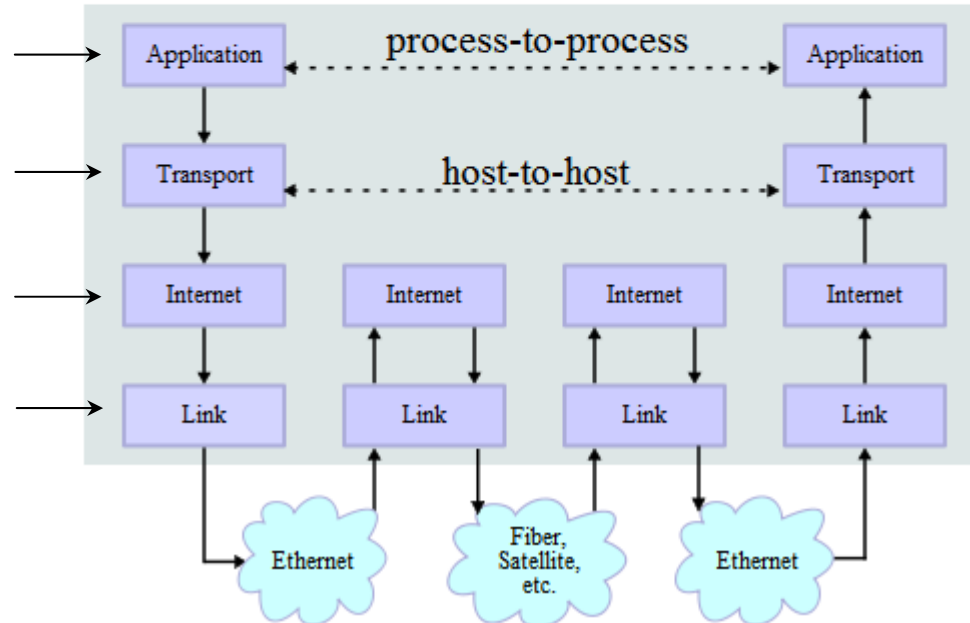 process-to-process
Application
Application
host-to-host
Transport
Transport
Internet
Internet
Internet
Internet
Link
Link
Link
Link
Ethernet
Fiber,
Satellite,
etc.
Ethernet